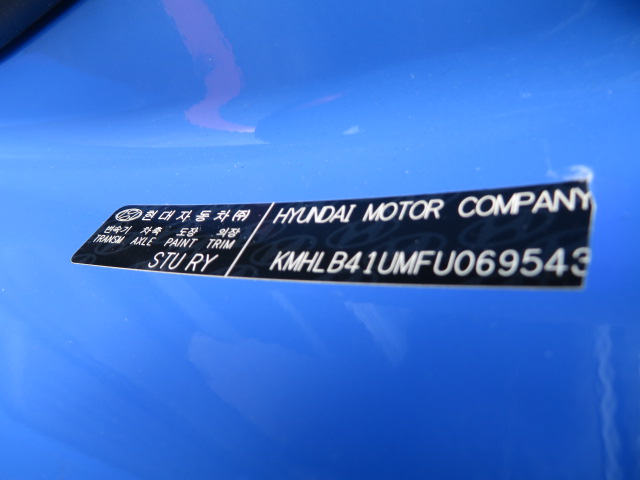 현대자동차㈜
변속기 차축 도장 외장
TRANSM AXLE PAINT TRIM
STU RY
HYUNDAI MOTOR COMPANY
KMHLB41UMFU069543